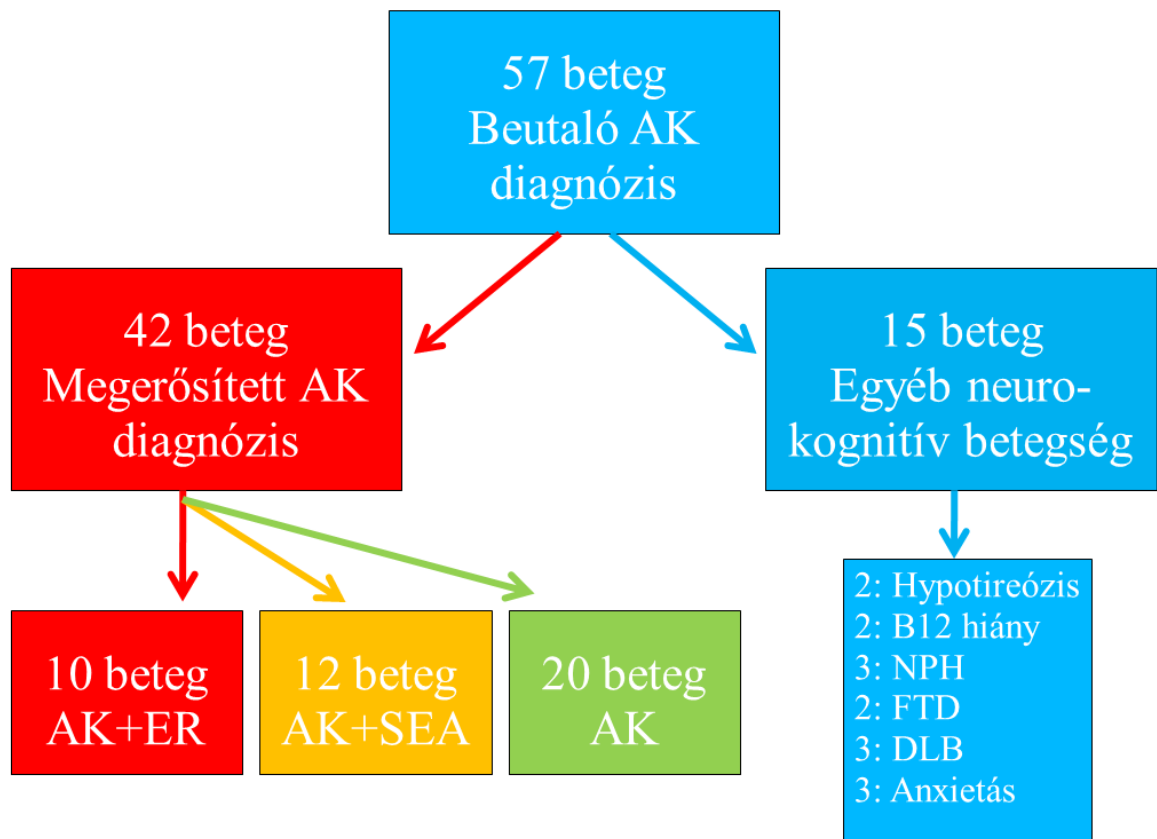 57 beteg
Beutaló AK
diagnózis
42 beteg
Megerősített AK
diagnózis
15 beteg
Egyéb neuro-
kognitív betegség
10 beteg
AK+ER
12 beteg
AK+SEA
20 beteg
AK
2: Hypotireózis
2: B12 hiány
3: NPH
2: FTD
3: DLB
3: Anxietás